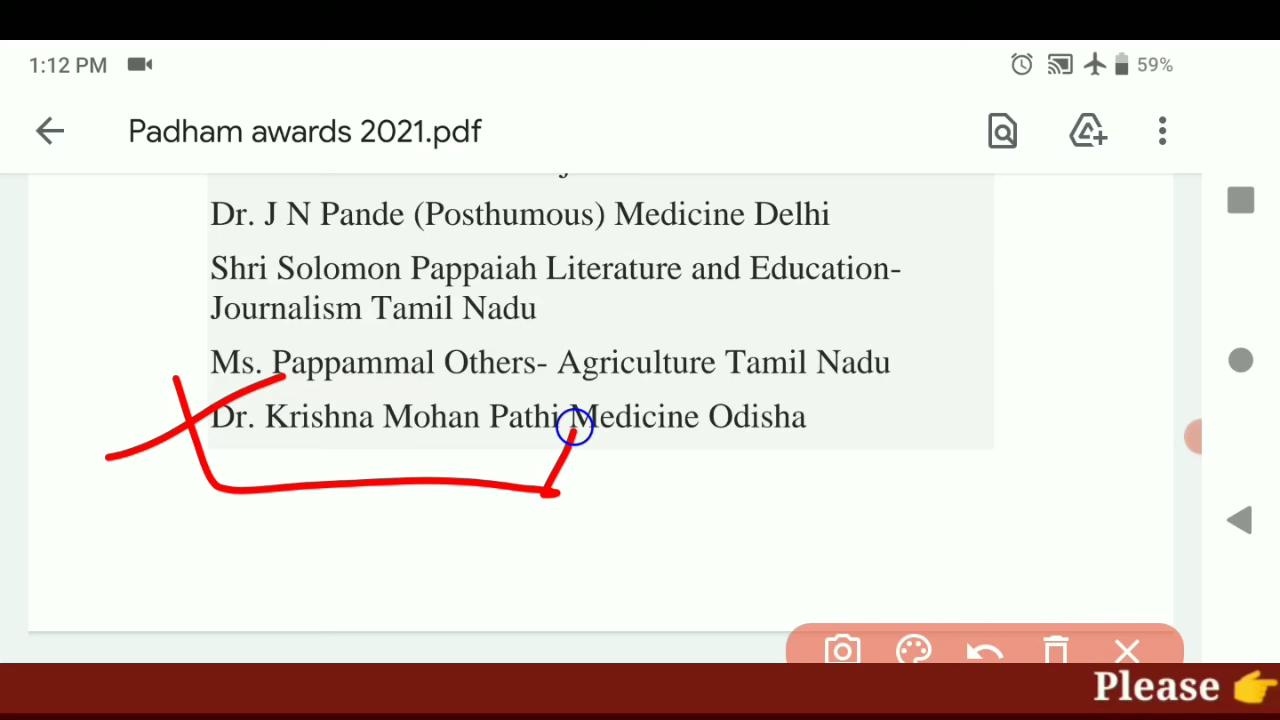 1:12 PM
59%
Padham awards 2021.pdf
Dr. J N Pande (Posthumous) Medicine Delhi
Shri Solomon Pappaiah Literature and Education-
Journalism Tamil Nadu
Ms. Pappammal Others- Agriculture Tamil Nadu
Dr. Krishna Mohan Pathi Medicine Odisha
Please 👉